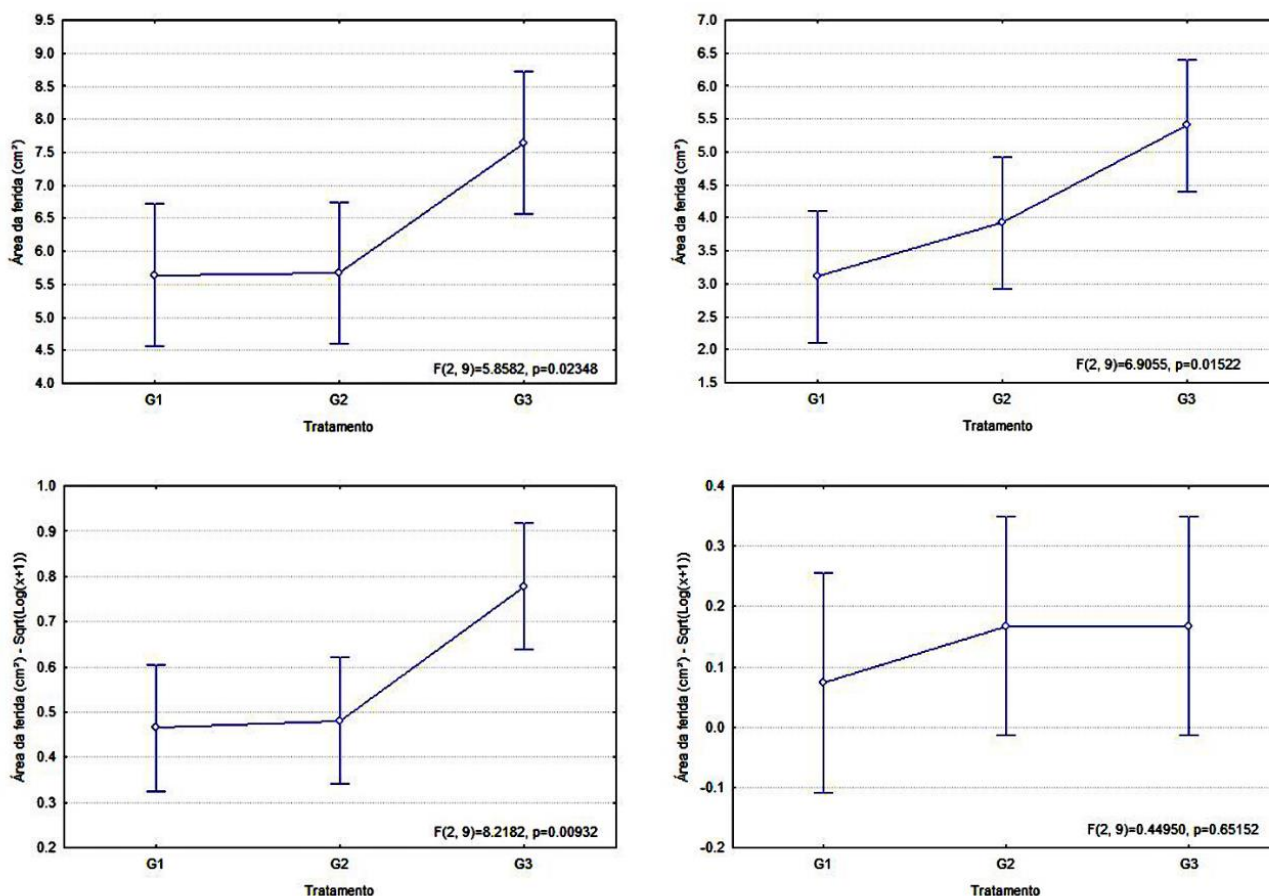 Área da ferida (cm²)
9.5
9.0
8.5
8.0
7.5
7.0
6.5
6.0
5.5
5.0
4.5
4.0
F(2, 9)=5.8582, p=0.02348
G1 G2 G3
Tratamento
Área da ferida (cm²)
7.0
6.5
6.0
5.5
5.0
4.5
4.0
3.5
3.0
2.5
2.0
1.5
F(2, 9)=6.9055, p=0.01522
G1 G2 G3
Tratamento
Área da ferida (cm²) - Sqrt(Log(x+1))
1.0
0.9
0.8
0.7
0.6
0.5
0.4
0.3
0.2
F(2, 9)=8.2182, p=0.00932
G1 G2 G3
Tratamento
Área da ferida (cm²) - Sqrt(Log(x+1))
0.4
0.3
0.2
0.1
0.0
-0.1
-0.2
F(2, 9)=0.44950, p=0.65152
G1 G2 G3
Tratamento